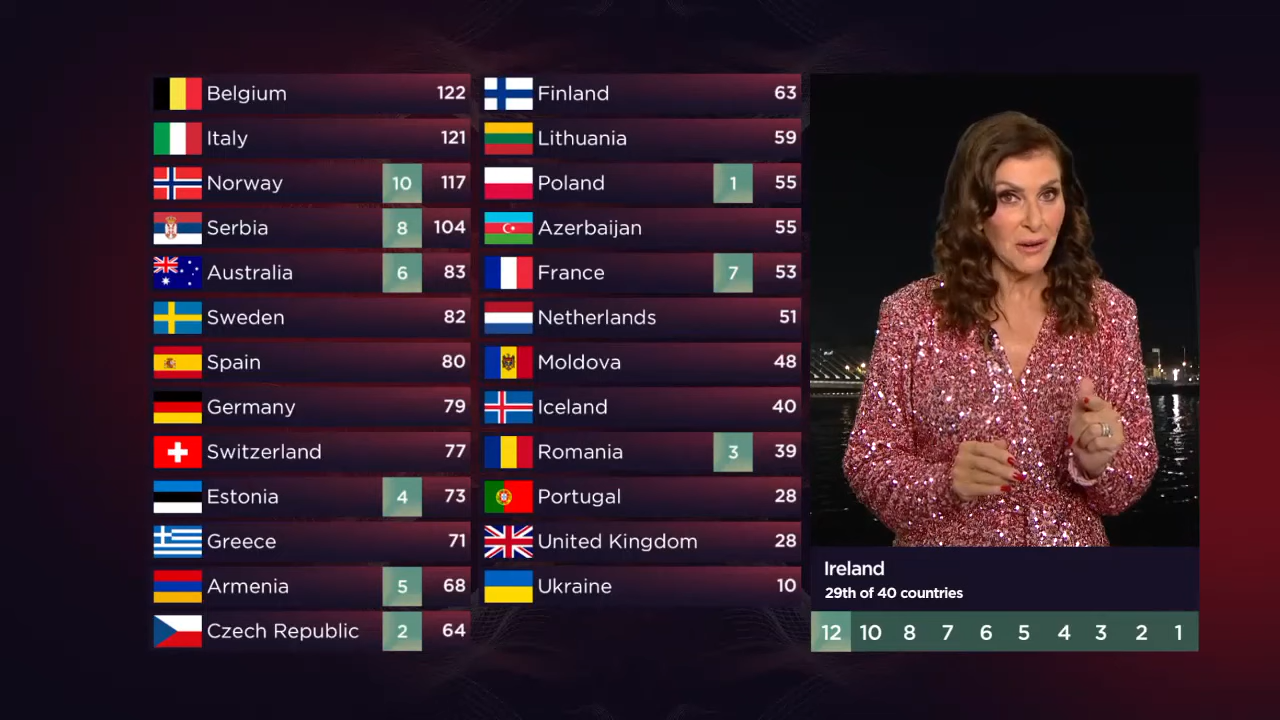 Belgium 122
Italy 121
Norway 10 117
Serbia 8 104
Australia 6 83
Sweden 82
Spain 80
Germany 79
Switzerland 77
Estonia 4 73
Greece 71
Armenia 5 68
Czech Republic 2 64
Finland 63
Lithuania 59
Poland 1 55
Azerbaijan 55
France 7 53
Netherlands 51
Moldova 48
Iceland 40
Romania 3 39
Portugal 28
United Kingdom 28
Ukraine 10
Ireland
29th of 40 countries
12 10 8 7 6 5 4 3 2 1